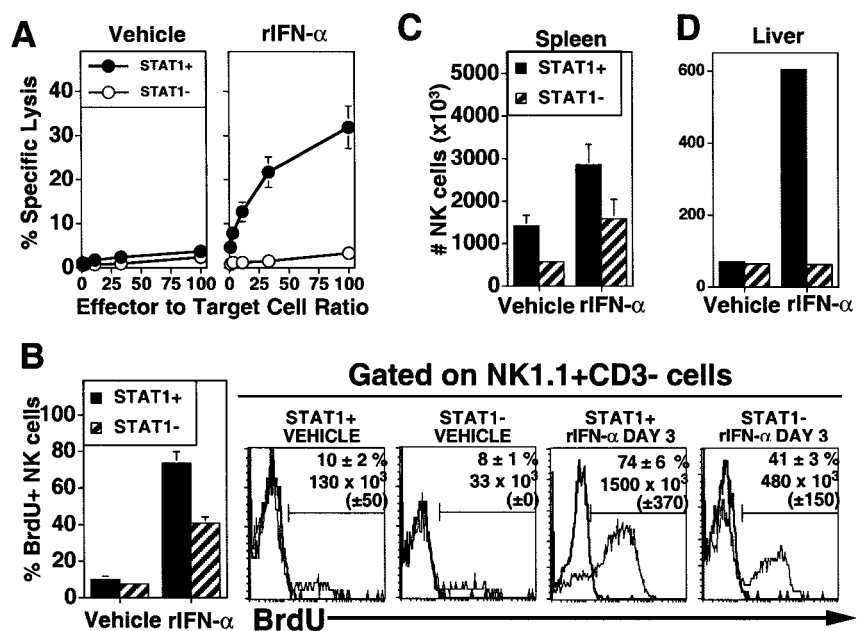 A
Vehicle
rIFN-α
STAT1+
STAT1-
% Specific Lysis
40
30
20
10
0
0 25 50 75 100
0 25 50 75 100
Effector to Target Cell Ratio
C
Spleen
STAT1+
STAT1-
# NK cells (x10³)
5000
4000
3000
2000
1000
0
Vehicle rIFN-α
D
Liver
600
400
200
0
Vehicle rIFN-α
B
STAT1+
STAT1-
% BrdU+ NK cells
100
80
60
40
20
0
Vehicle rIFN-α
Gated on NK1.1+CD3- cells
STAT1+
VEHICLE
10 ± 2 %
130 x 10³
(±50)
STAT1-
VEHICLE
8 ± 1 %
33 x 10³
(±0)
STAT1+
rIFN-α DAY 3
74 ± 6 %
1500 x 10³
(±370)
STAT1-
rIFN-α DAY 3
41 ± 3 %
480 x 10³
(±150)
BrdU